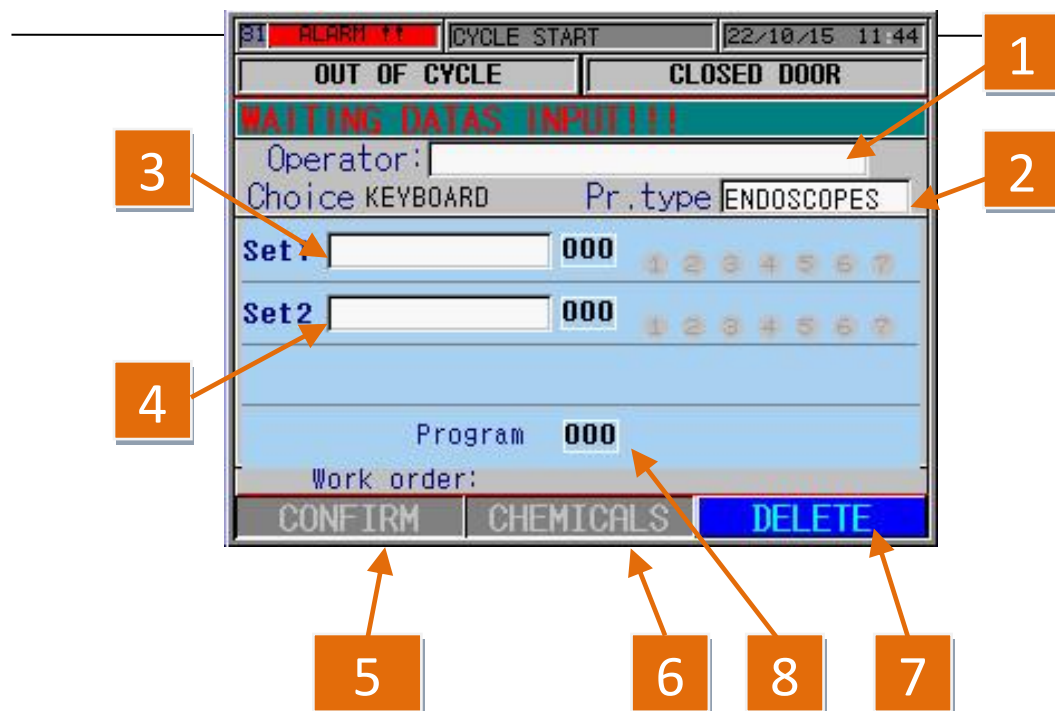 31 ALARM !! CYCLE START 22/10/15 11:44
OUT OF CYCLE CLOSED DOOR
WAITING DATAS INPUT!!!
Operator:
Choice KEYBOARD Pr.type ENDOSCOPES
Set1 000 1 2 3 4 5 6 7
Set2 000 1 2 3 4 5 6 7
Program 000
Work order:
CONFIRM CHEMICALS DELETE
1
2
3
4
5 6 8 7